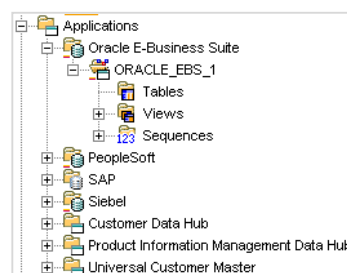 Applications
Oracle E-Business Suite
ORACLE_EBS_1
Tables
Views
123 Sequences
PeopleSoft
SAP
Siebel
Customer Data Hub
Product Information Management Data Hub
Universal Customer Master